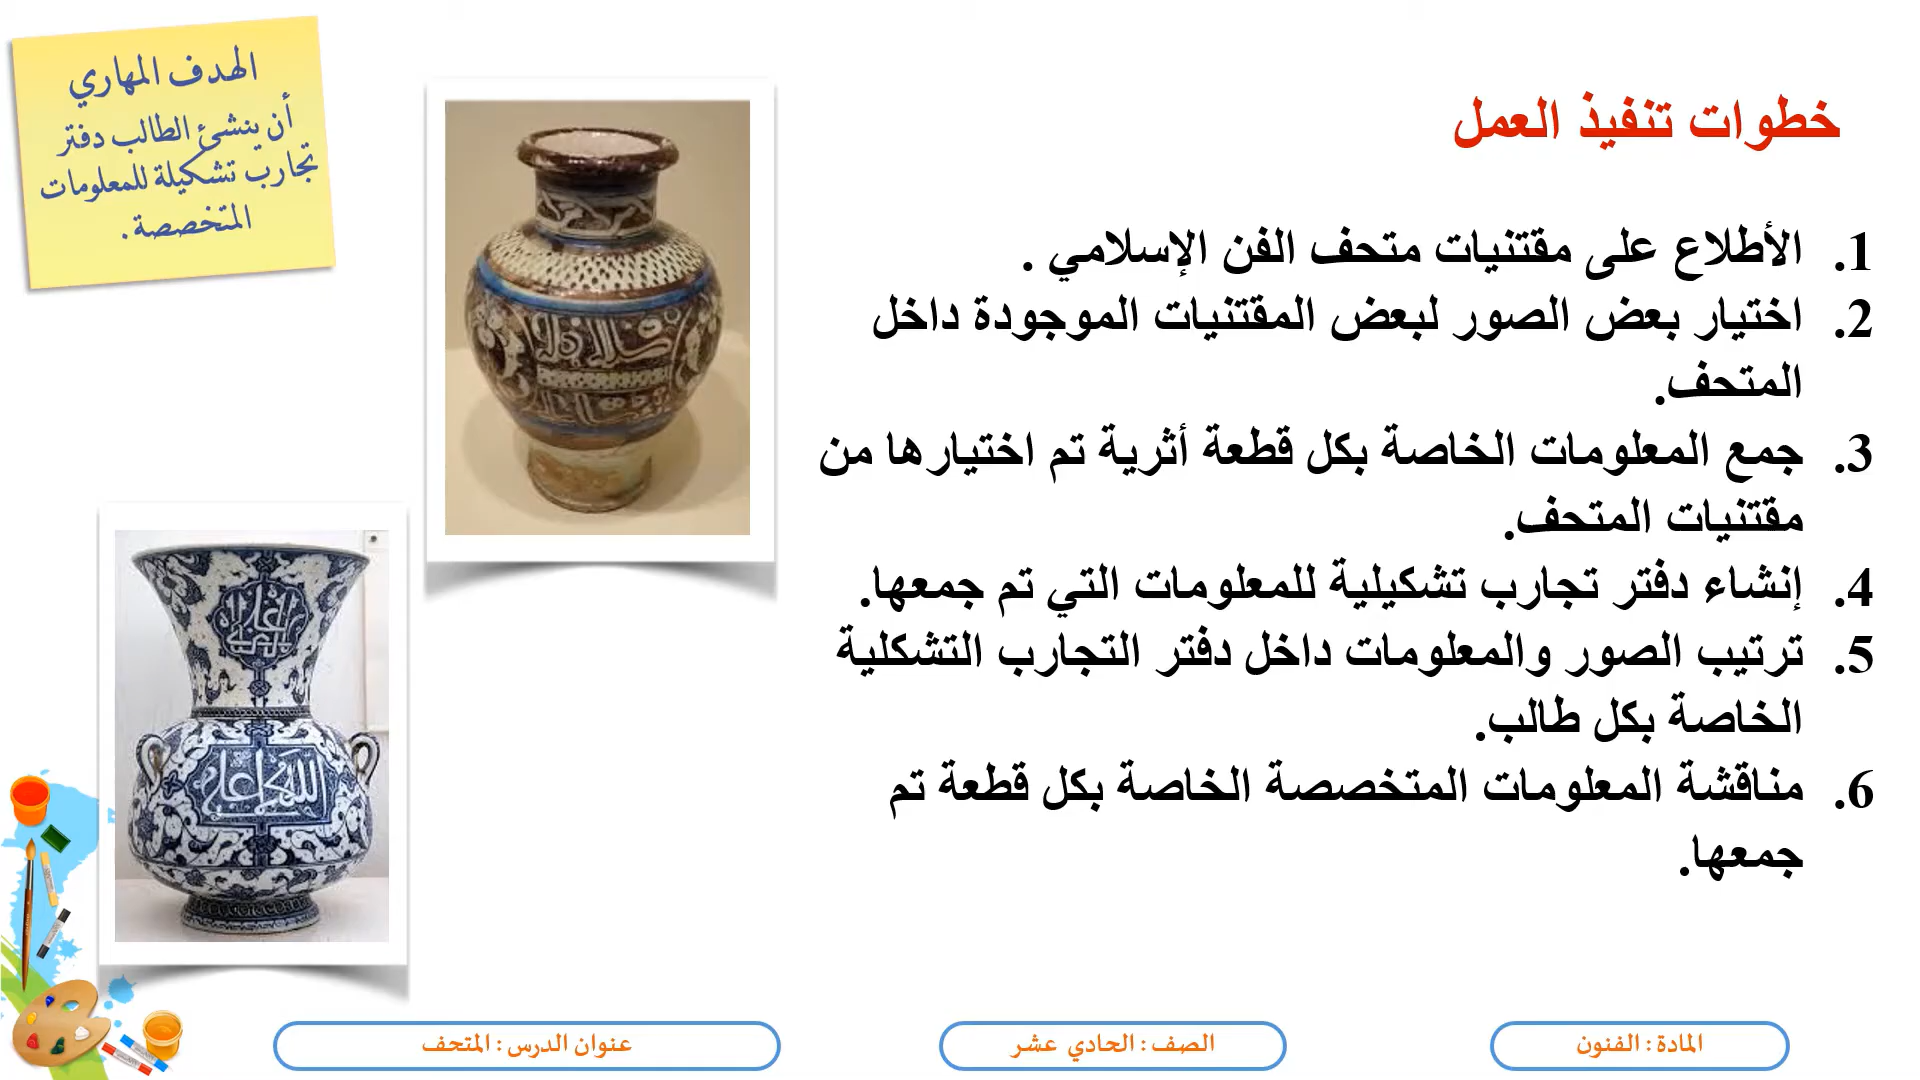 الهدف المهاري
أن ينشئ الطالب دفتر
تجارب تشكيلة للمعلومات
المتخصصة .
خطوات تنفيذ العمل
1. الأطلاع على مقتنيات متحف الفن الإسلامي .
2. اختيار بعض الصور لبعض المقتنيات الموجودة داخل
المتحف.
3. جمع المعلومات الخاصة بكل قطعة أثرية تم اختيارها من
مقتنيات المتحف.
4. إنشاء دفتر تجارب تشكيلية للمعلومات التي تم جمعها.
5. ترتيب الصور والمعلومات داخل دفتر التجارب التشكلية
الخاصة بكل طالب.
6. مناقشة المعلومات المتخصصة الخاصة بكل قطعة تم
جمعها.
المادة : الفنون
الصف : الحادي عشر
عنوان الدرس : المتحف